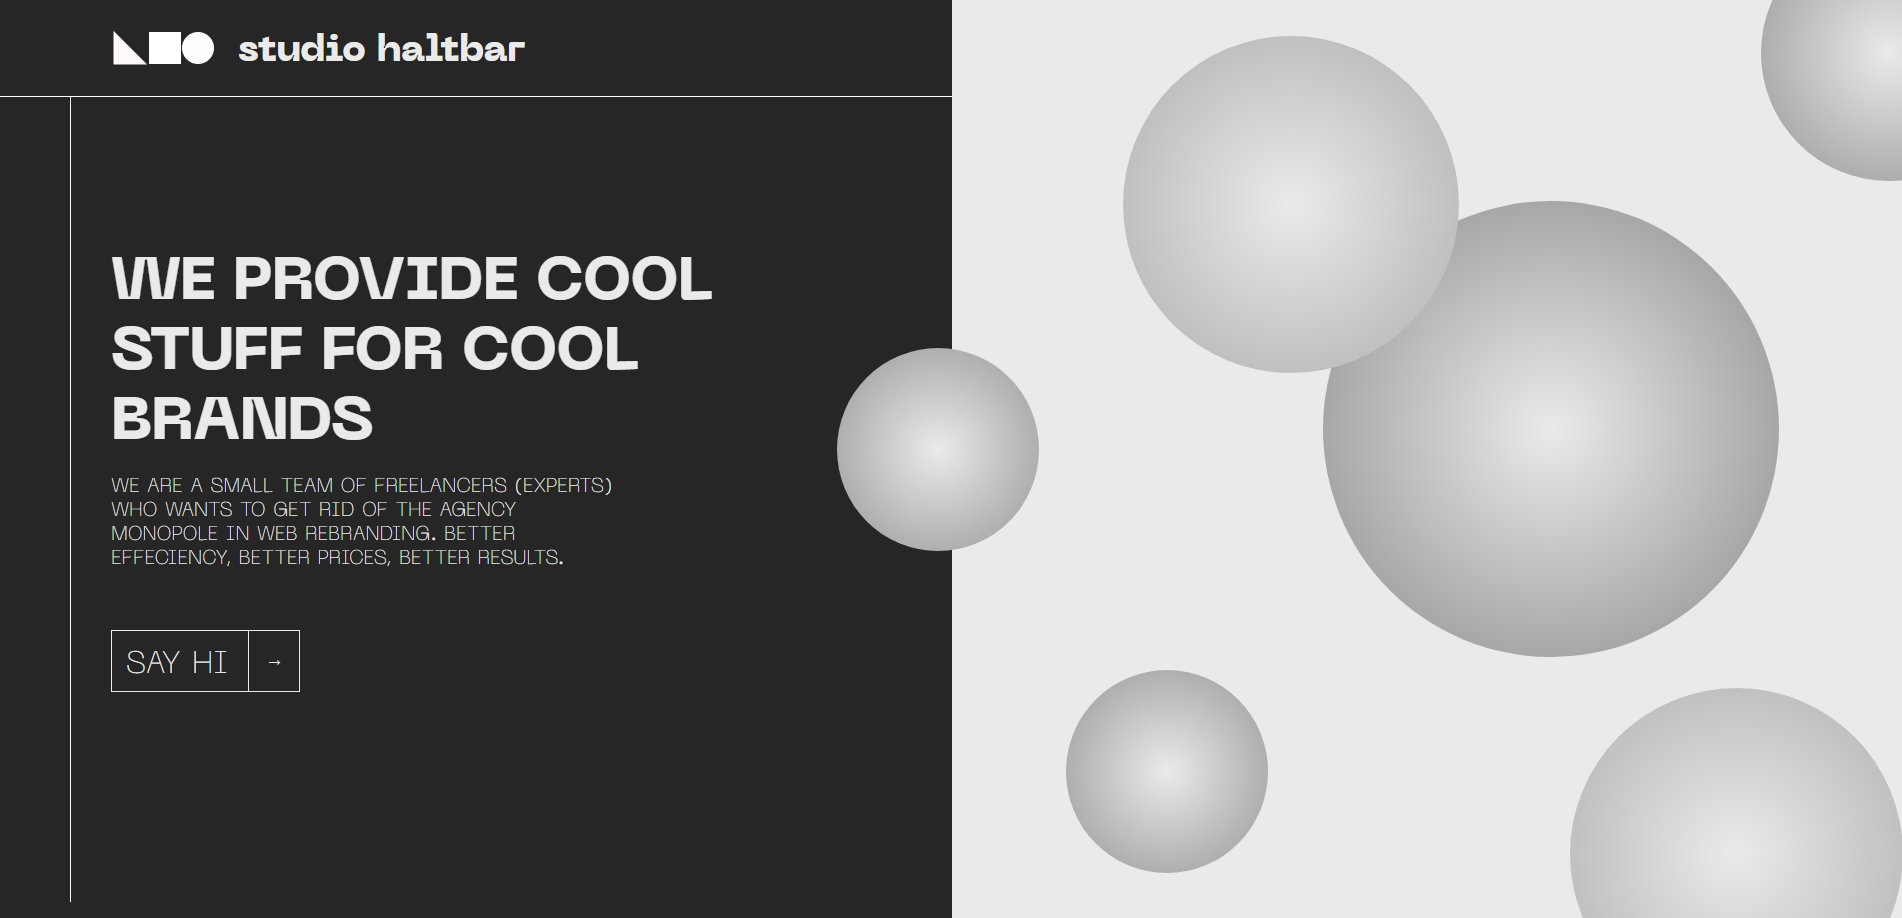 studio haltbar
WE PROVIDE COOL
STUFF FOR COOL
BRANDS
WE ARE A SMALL TEAM OF FREELANCERS (EXPERTS)
WHO WANTS TO GET RID OF THE AGENCY
MONOPOLE IN WEB REBRANDING. BETTER
EFFECIENCY, BETTER PRICES, BETTER RESULTS.
SAY HI →